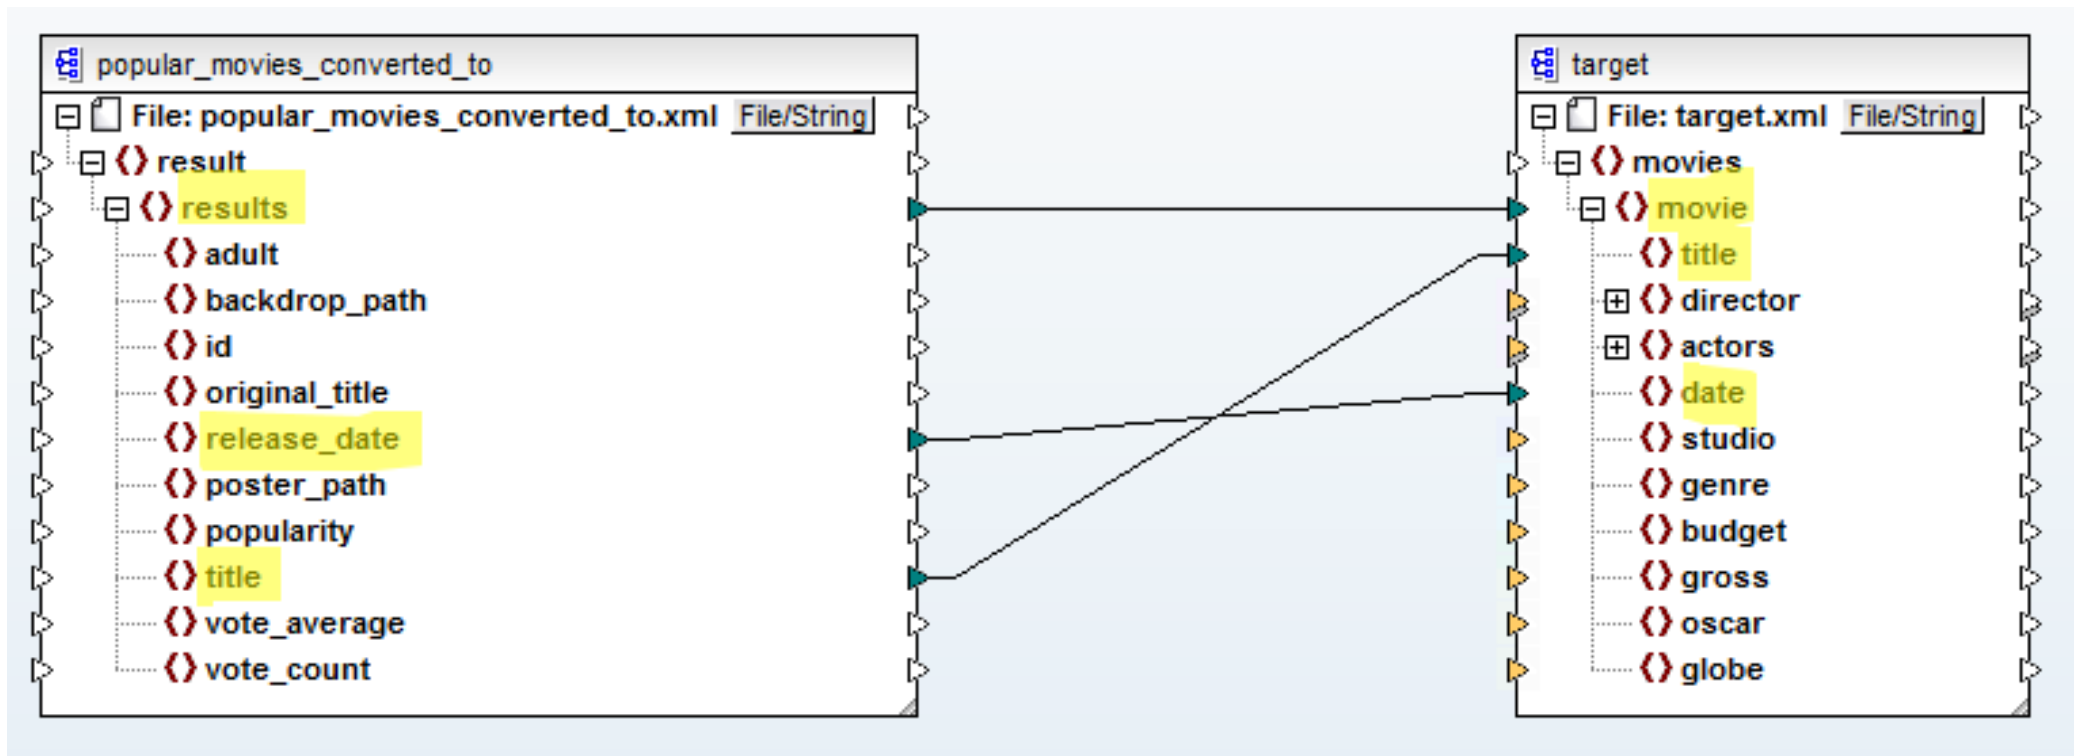 popular_movies_converted_to
File: popular_movies_converted_to.xml File/String
result
results
adult
backdrop_path
id
original_title
release_date
poster_path
popularity
title
vote_average
vote_count
target
File: target.xml File/String
movies
movie
title
director
actors
date
studio
genre
budget
gross
oscar
globe